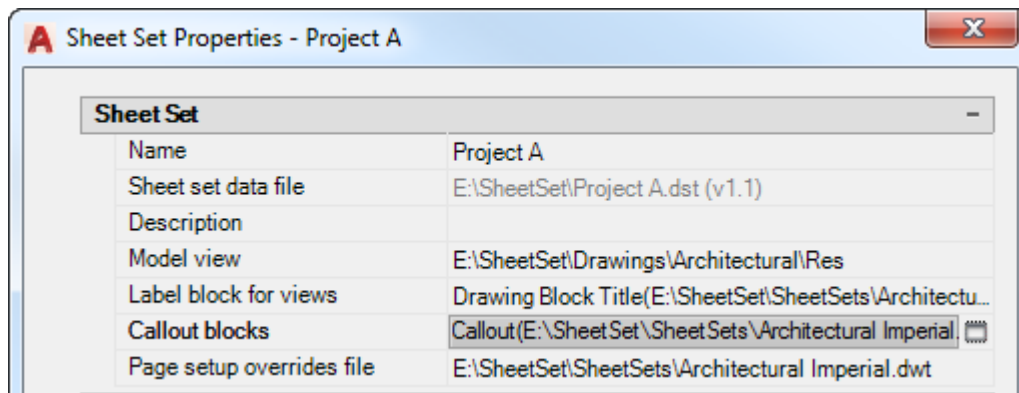 Sheet Set Properties - Project A
Sheet Set
Name Project A
Sheet set data file E:\SheetSet\Project A.dst (v1.1)
Description
Model view E:\SheetSet\Drawings\Architectural\Res
Label block for views Drawing Block Title(E:\SheetSet\SheetSets\Architectu...
Callout blocks Callout(E:\SheetSet\SheetSets\Architectural Imperial.
Page setup overrides file E:\SheetSet\SheetSets\Architectural Imperial.dwt